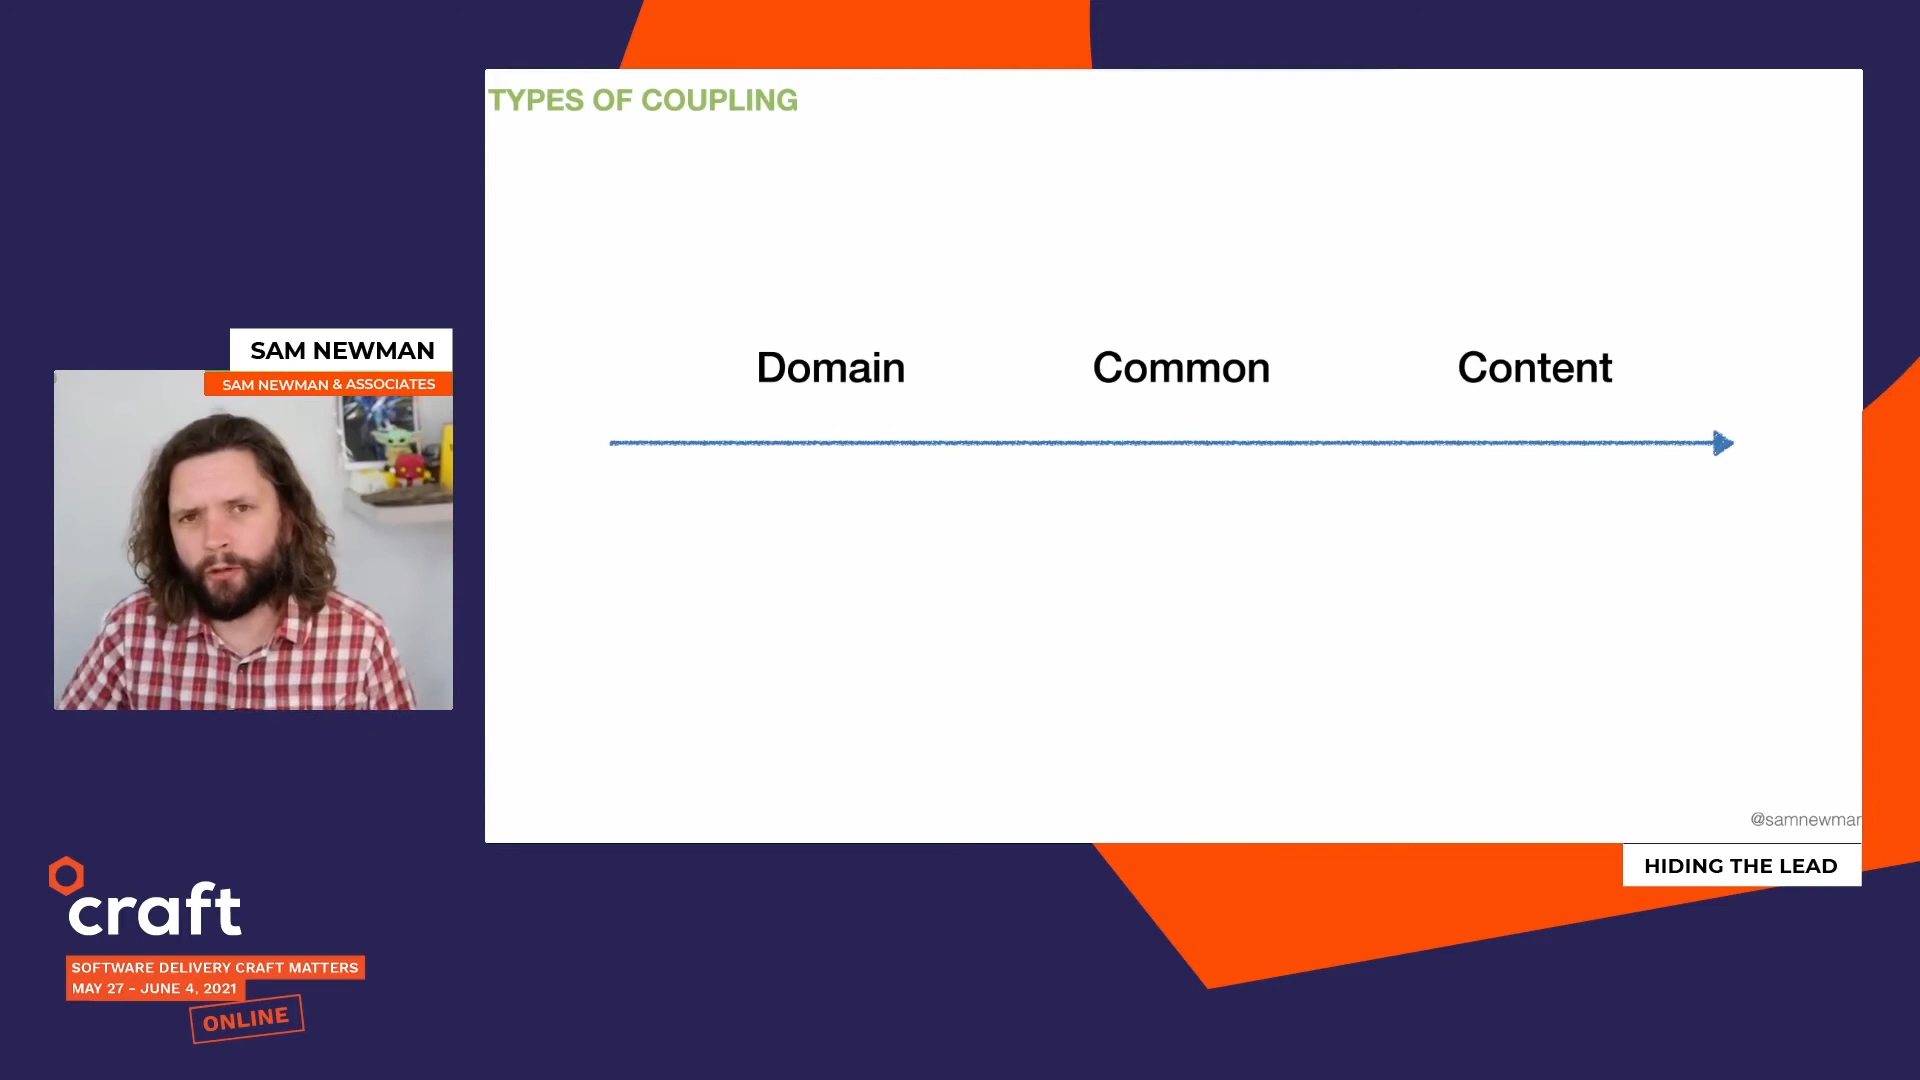 TYPES OF COUPLING
Domain Common Content
@samnewman
HIDING THE LEAD
SAM NEWMAN
SAM NEWMAN & ASSOCIATES
craft
SOFTWARE DELIVERY CRAFT MATTERS
MAY 27 - JUNE 4, 2021
ONLINE